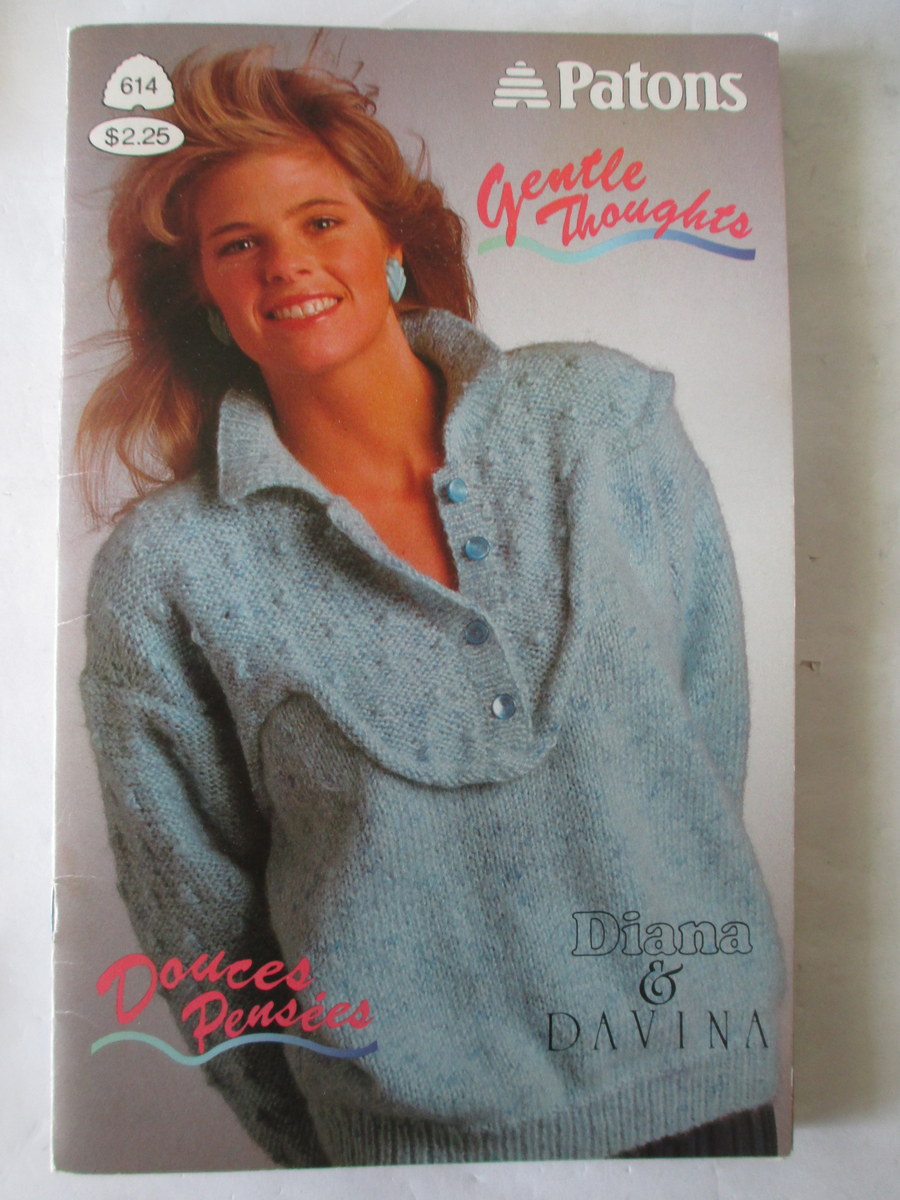 614
$2.25
Patons
Gentle
Thoughts
Douces
Pensées
Diana
&
DAVINA